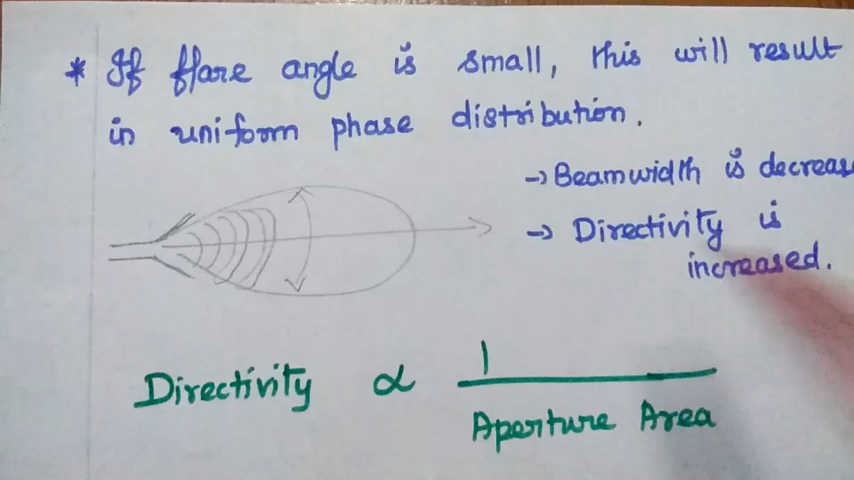 * If flare angle is small, this will result
in uniform phase distribution.
→ Beamwidth is decreas
→ Directivity is
increased.
Directivity ∝ 1 / Aperture Area